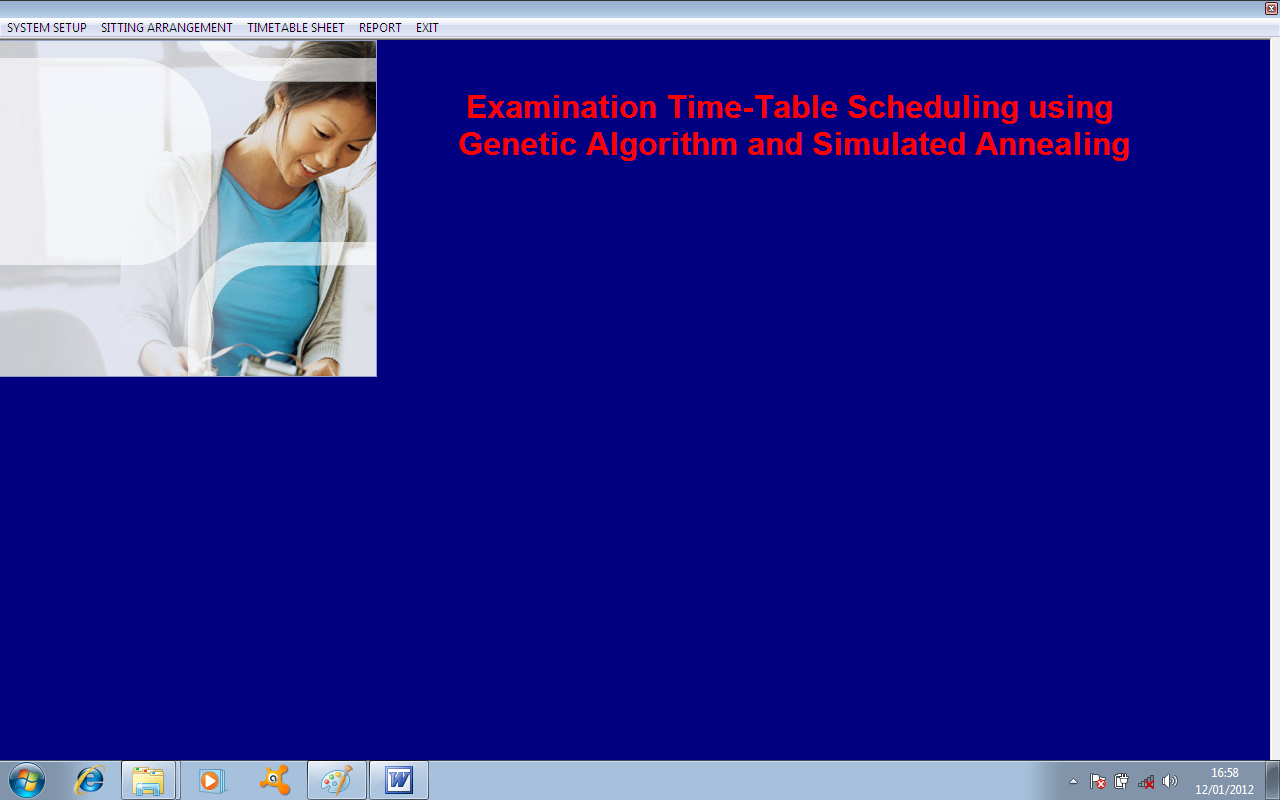 SYSTEM SETUP SITTING ARRANGEMENT TIMETABLE SHEET REPORT EXIT
Examination Time-Table Scheduling using
Genetic Algorithm and Simulated Annealing
16:58
12/01/2012